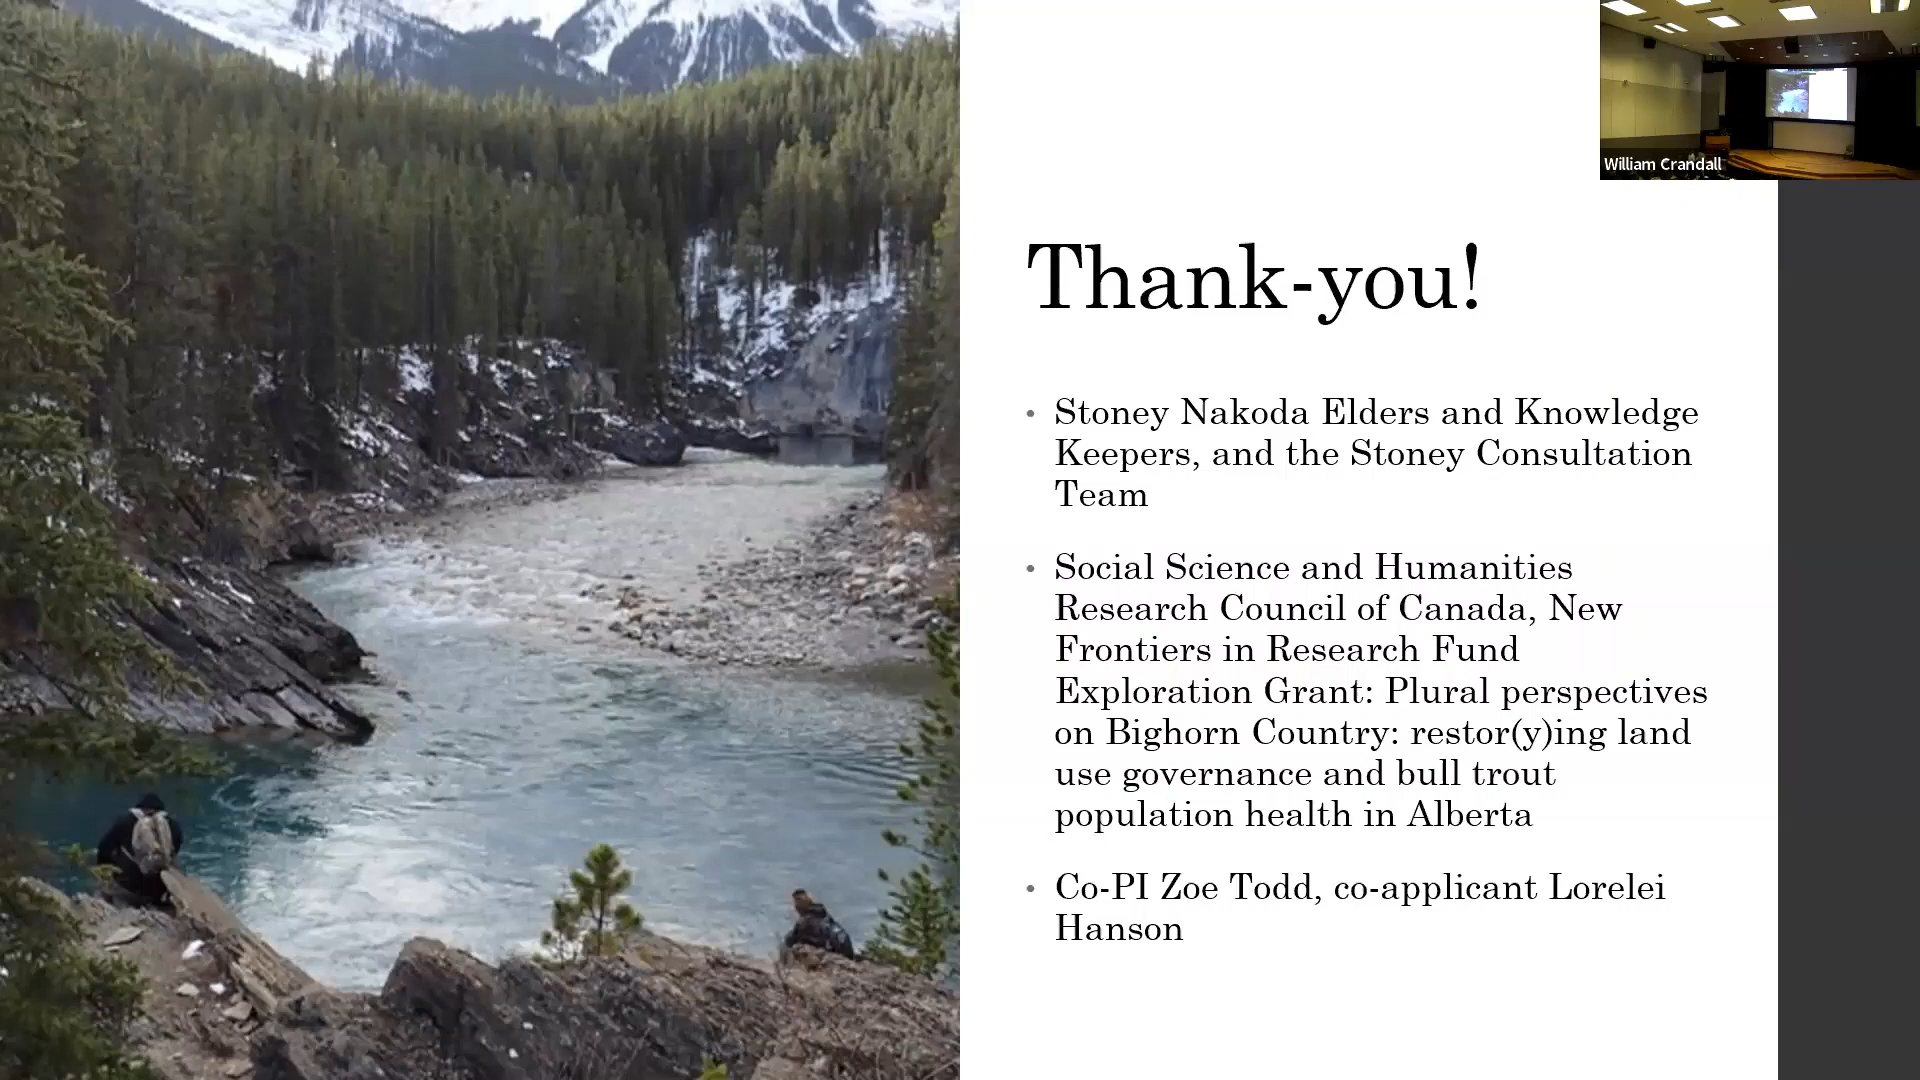 William Crandall
Thank-you!
• Stoney Nakoda Elders and Knowledge
Keepers, and the Stoney Consultation
Team
• Social Science and Humanities
Research Council of Canada, New
Frontiers in Research Fund
Exploration Grant: Plural perspectives
on Bighorn Country: restor(y)ing land
use governance and bull trout
population health in Alberta
• Co-PI Zoe Todd, co-applicant Lorelei
Hanson